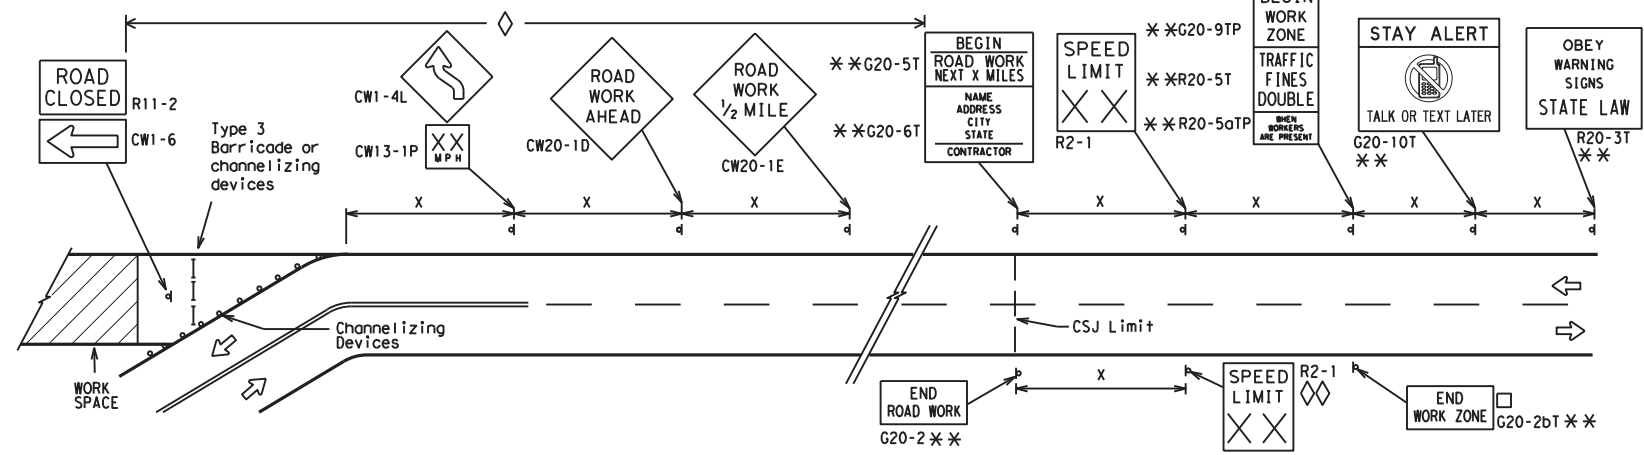 ROAD
CLOSED
R11-2
CW1-6
Type 3
Barricade or
channelizing
devices
CW1-4L
XX
MPH
CW13-1P
ROAD
WORK
AHEAD
CW20-1D
ROAD
WORK
1/2 MILE
CW20-1E
**G20-5T
**G20-6T
BEGIN
ROAD WORK
NEXT X MILES
NAME
ADDRESS
CITY
STATE
CONTRACTOR
SPEED
LIMIT
XX
R2-1
**G20-9TP
**R20-5T
**R20-5aTP
BEGIN
WORK
ZONE
TRAFFIC
FINES
DOUBLE
WHEN
WORKERS
ARE PRESENT
STAY ALERT
TALK OR TEXT LATER
G20-10T
**
OBEY
WARNING
SIGNS
STATE LAW
R20-3T
**
X
X
X
X
X
X
X
Channelizing
Devices
CSJ Limit
WORK
SPACE
END
ROAD WORK
G20-2**
X
SPEED
LIMIT
XX
R2-1
END
WORK ZONE
G20-2bT **